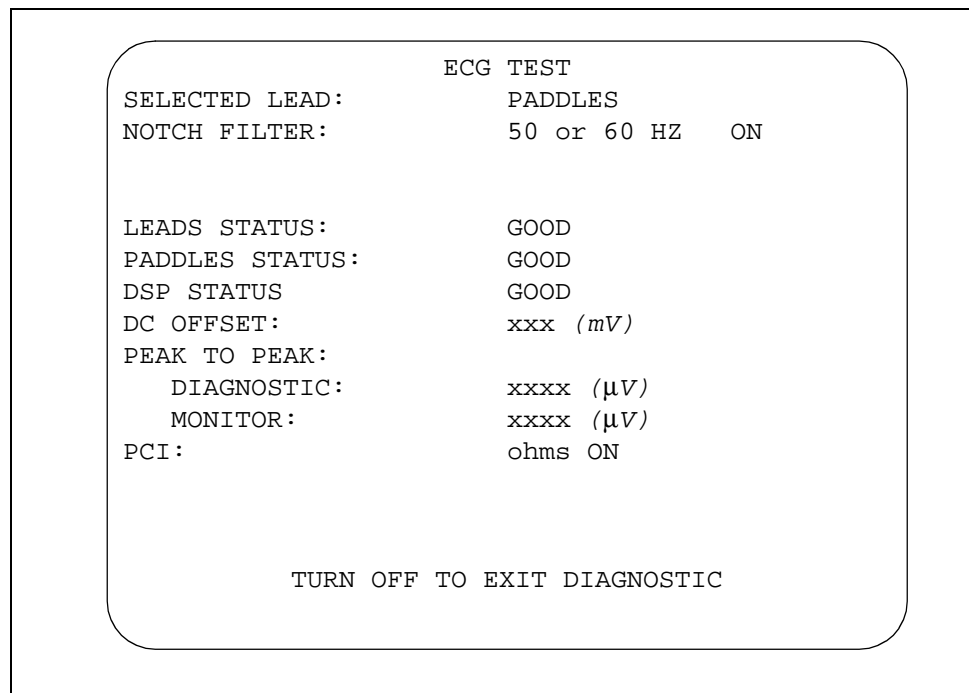 ECG TEST
SELECTED LEAD: PADDLES
NOTCH FILTER: 50 or 60 HZ ON
LEADS STATUS: GOOD
PADDLES STATUS: GOOD
DSP STATUS GOOD
DC OFFSET: xxx (mV)
PEAK TO PEAK:
DIAGNOSTIC: xxxx (µV)
MONITOR: xxxx (µV)
PCI: ohms ON
TURN OFF TO EXIT DIAGNOSTIC